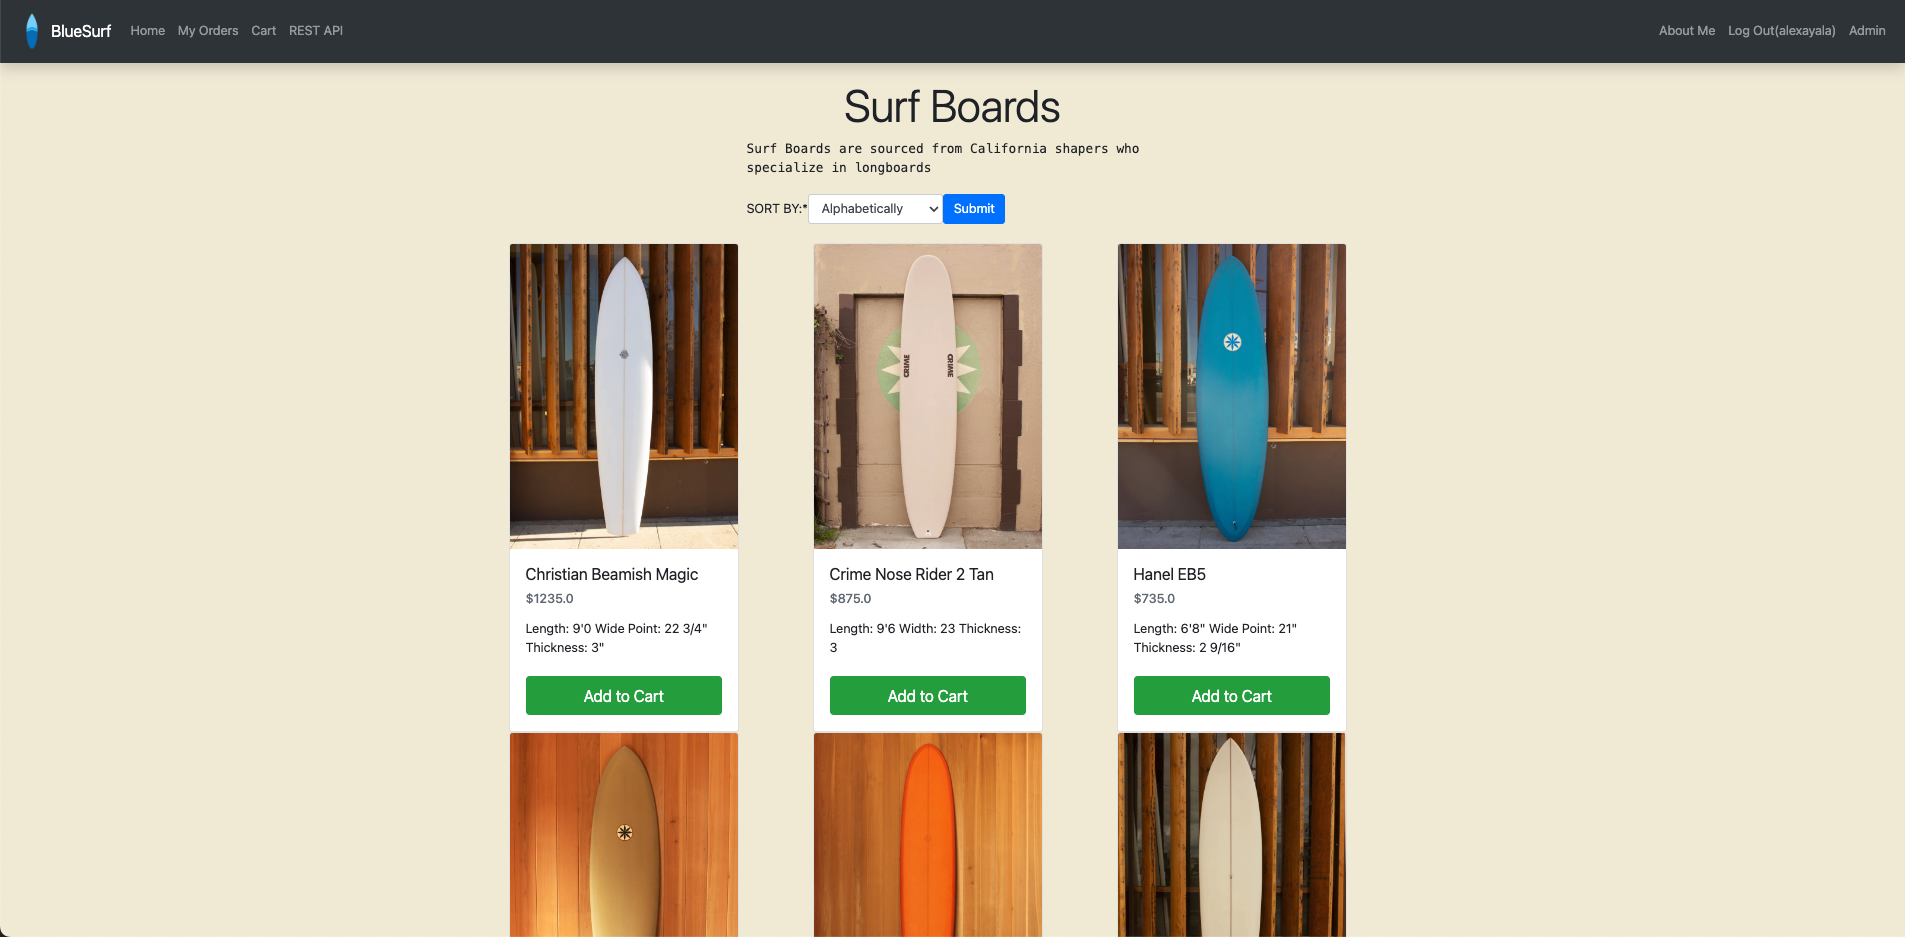 BlueSurf Home My Orders Cart REST API About Me Log Out(alexayala) Admin
Surf Boards
Surf Boards are sourced from California shapers who
specialize in longboards
SORT BY:* Alphabetically Submit
CRIME CRIME
Christian Beamish Magic
$1235.0
Length: 9'0 Wide Point: 22 3/4"
Thickness: 3"
Add to Cart
Crime Nose Rider 2 Tan
$875.0
Length: 9'6 Width: 23 Thickness:
3
Add to Cart
Hanel EB5
$735.0
Length: 6'8" Wide Point: 21"
Thickness: 2 9/16"
Add to Cart